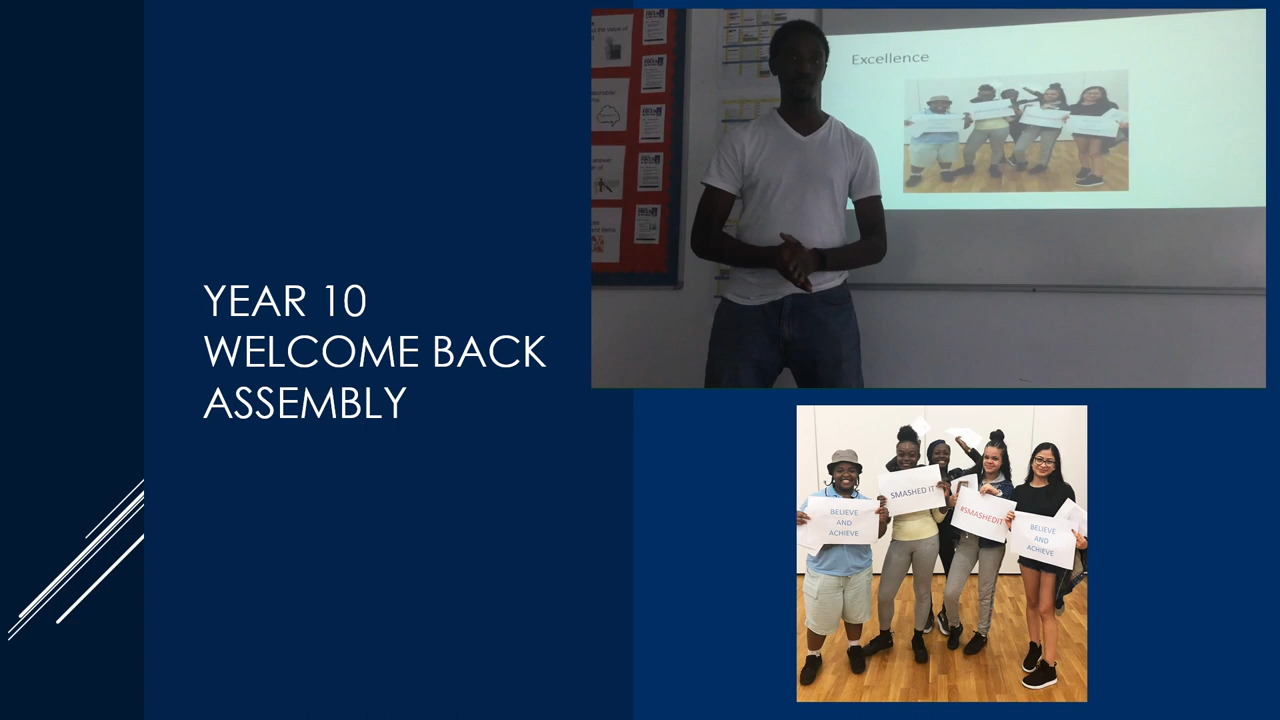 YEAR 10
WELCOME BACK
ASSEMBLY
Excellence
BELIEVE
AND
ACHIEVE
SMASHED IT
#SMASHEDIT
BELIEVE
AND
ACHIEVE